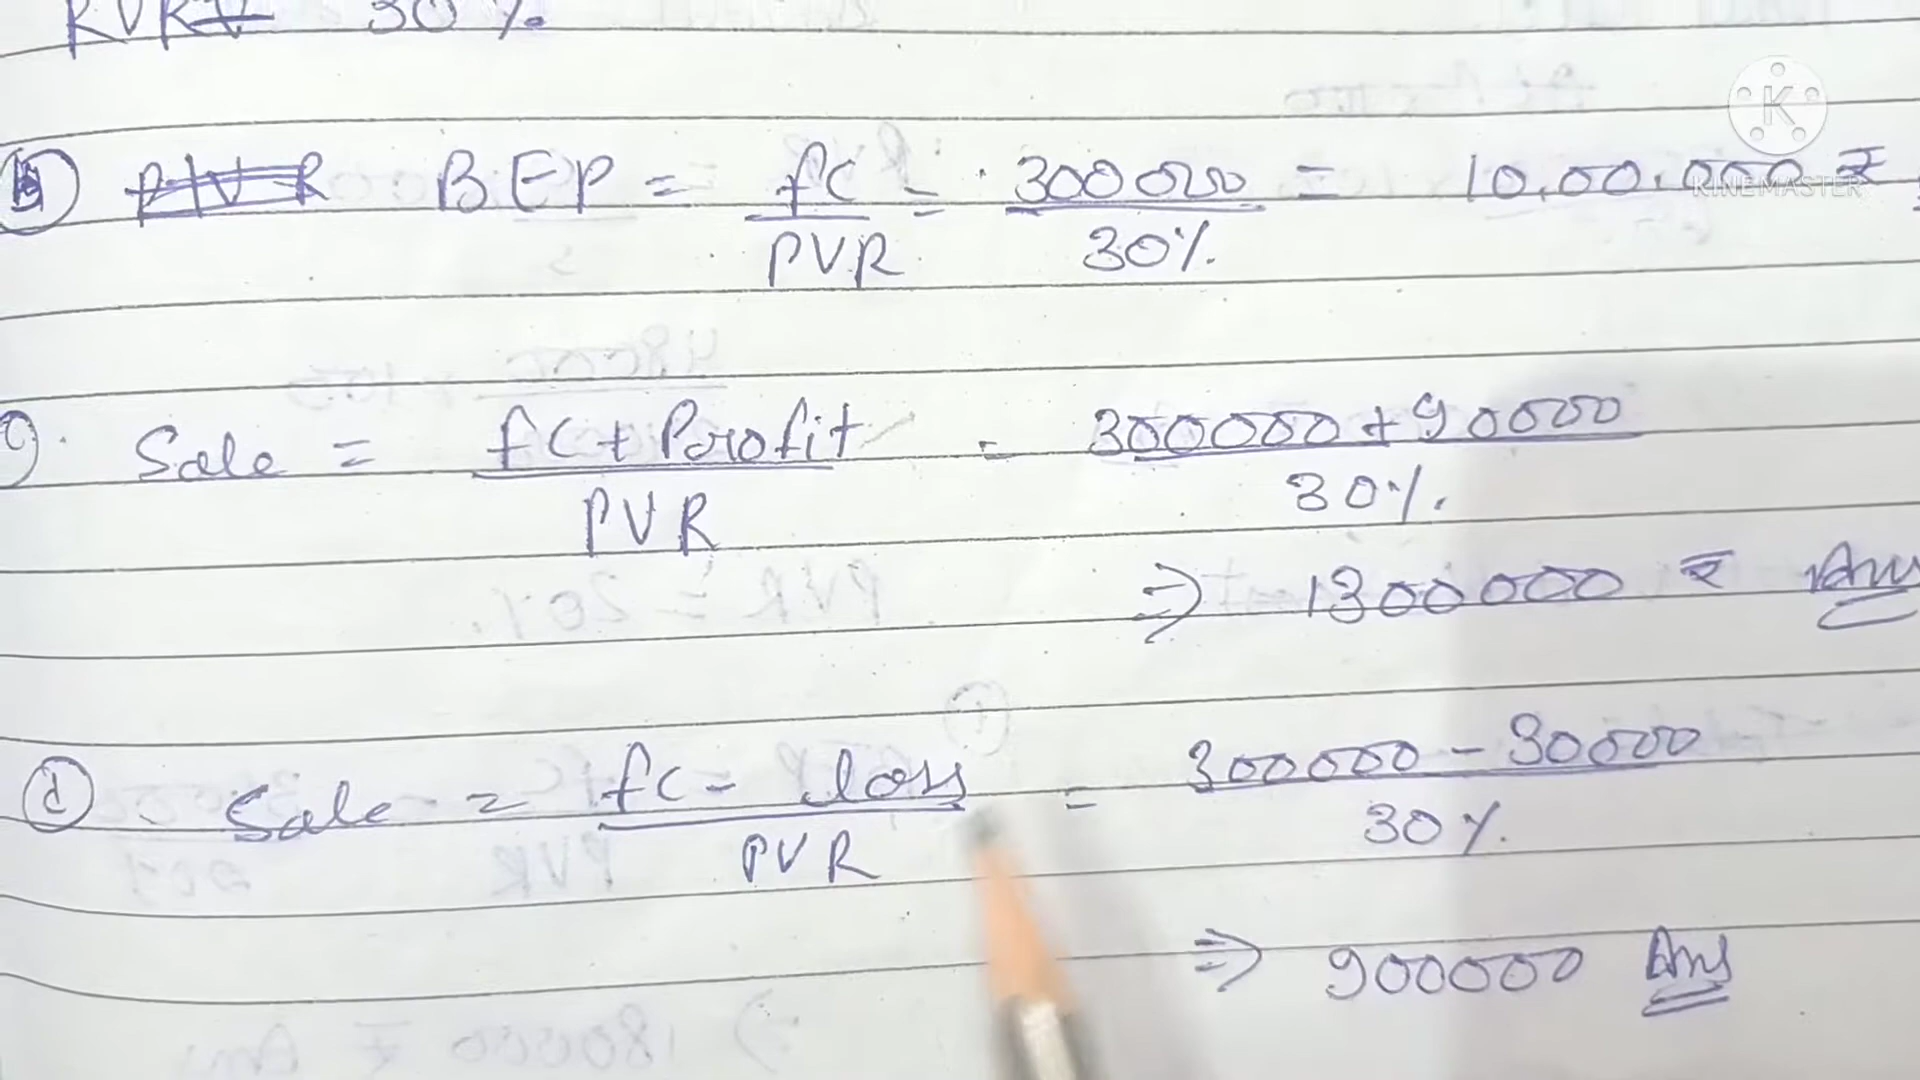 PVR 30 %.
b P/V R BEP = fC / PVR = 300000 / 30% = 10,00,000 ₹
KINEMASTER
c) Sale = fC + Profit / PVR = 300000 + 90000 / 30%.
⇒ 1300000 ₹ Ans
d Sale = fC - loss / PVR = 300000 - 30000 / 30%.
⇒ 900000 Ans